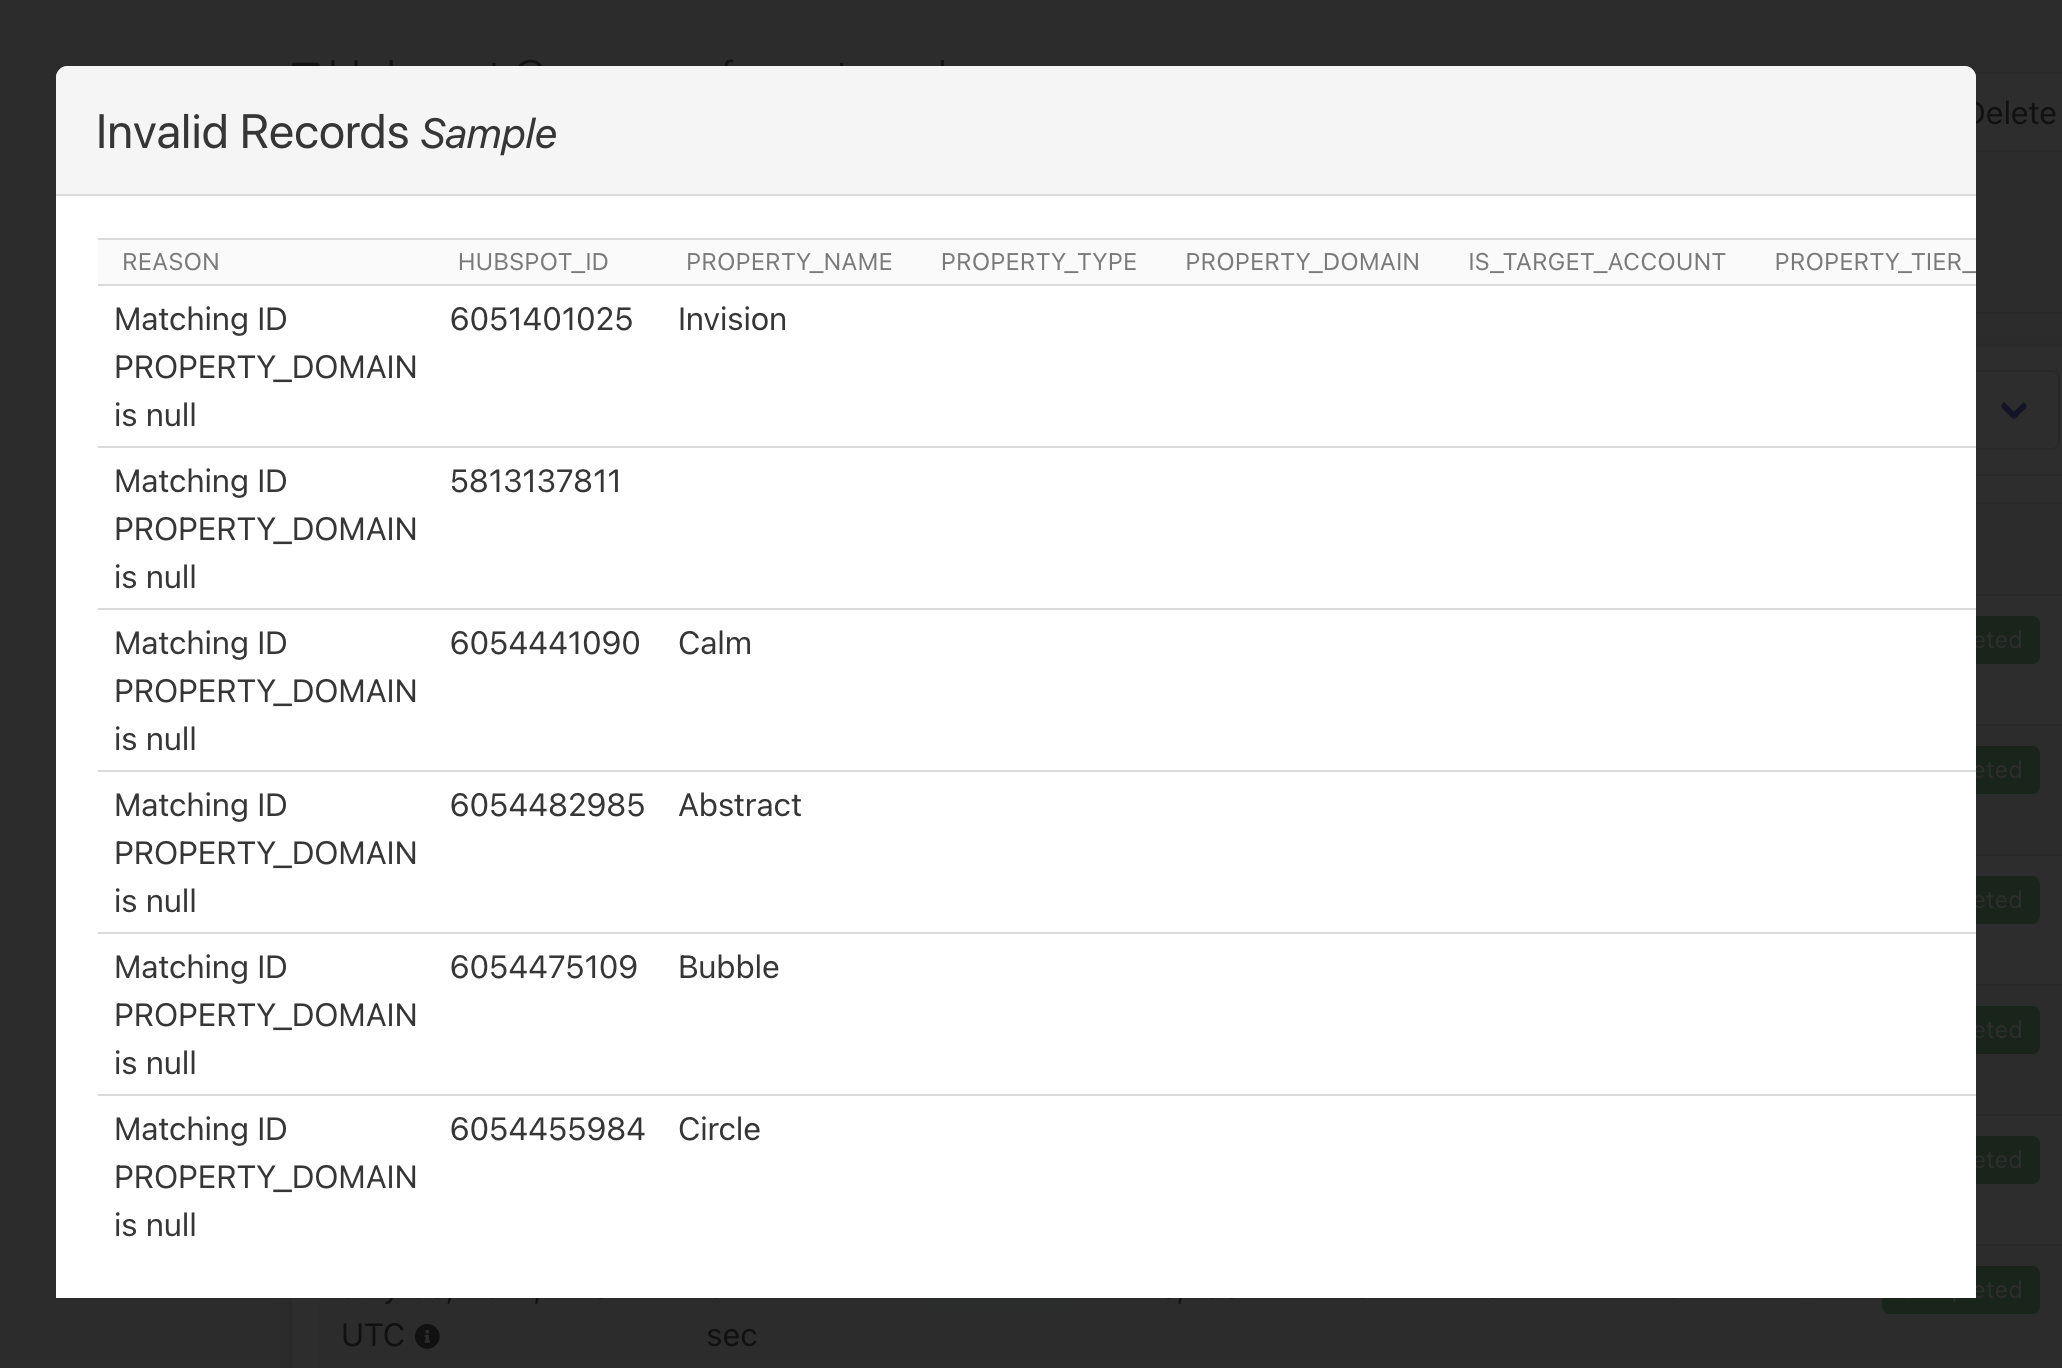 Delete
Invalid Records Sample
REASON HUBSPOT_ID PROPERTY_NAME PROPERTY_TYPE PROPERTY_DOMAIN IS_TARGET_ACCOUNT PROPERTY_TIER_
Matching ID 6051401025 Invision
PROPERTY_DOMAIN
is null
Matching ID 5813137811
PROPERTY_DOMAIN
is null
Matching ID 6054441090 Calm
PROPERTY_DOMAIN
is null
Matching ID 6054482985 Abstract
PROPERTY_DOMAIN
is null
Matching ID 6054475109 Bubble
PROPERTY_DOMAIN
is null
Matching ID 6054455984 Circle
PROPERTY_DOMAIN
is null
UTC sec